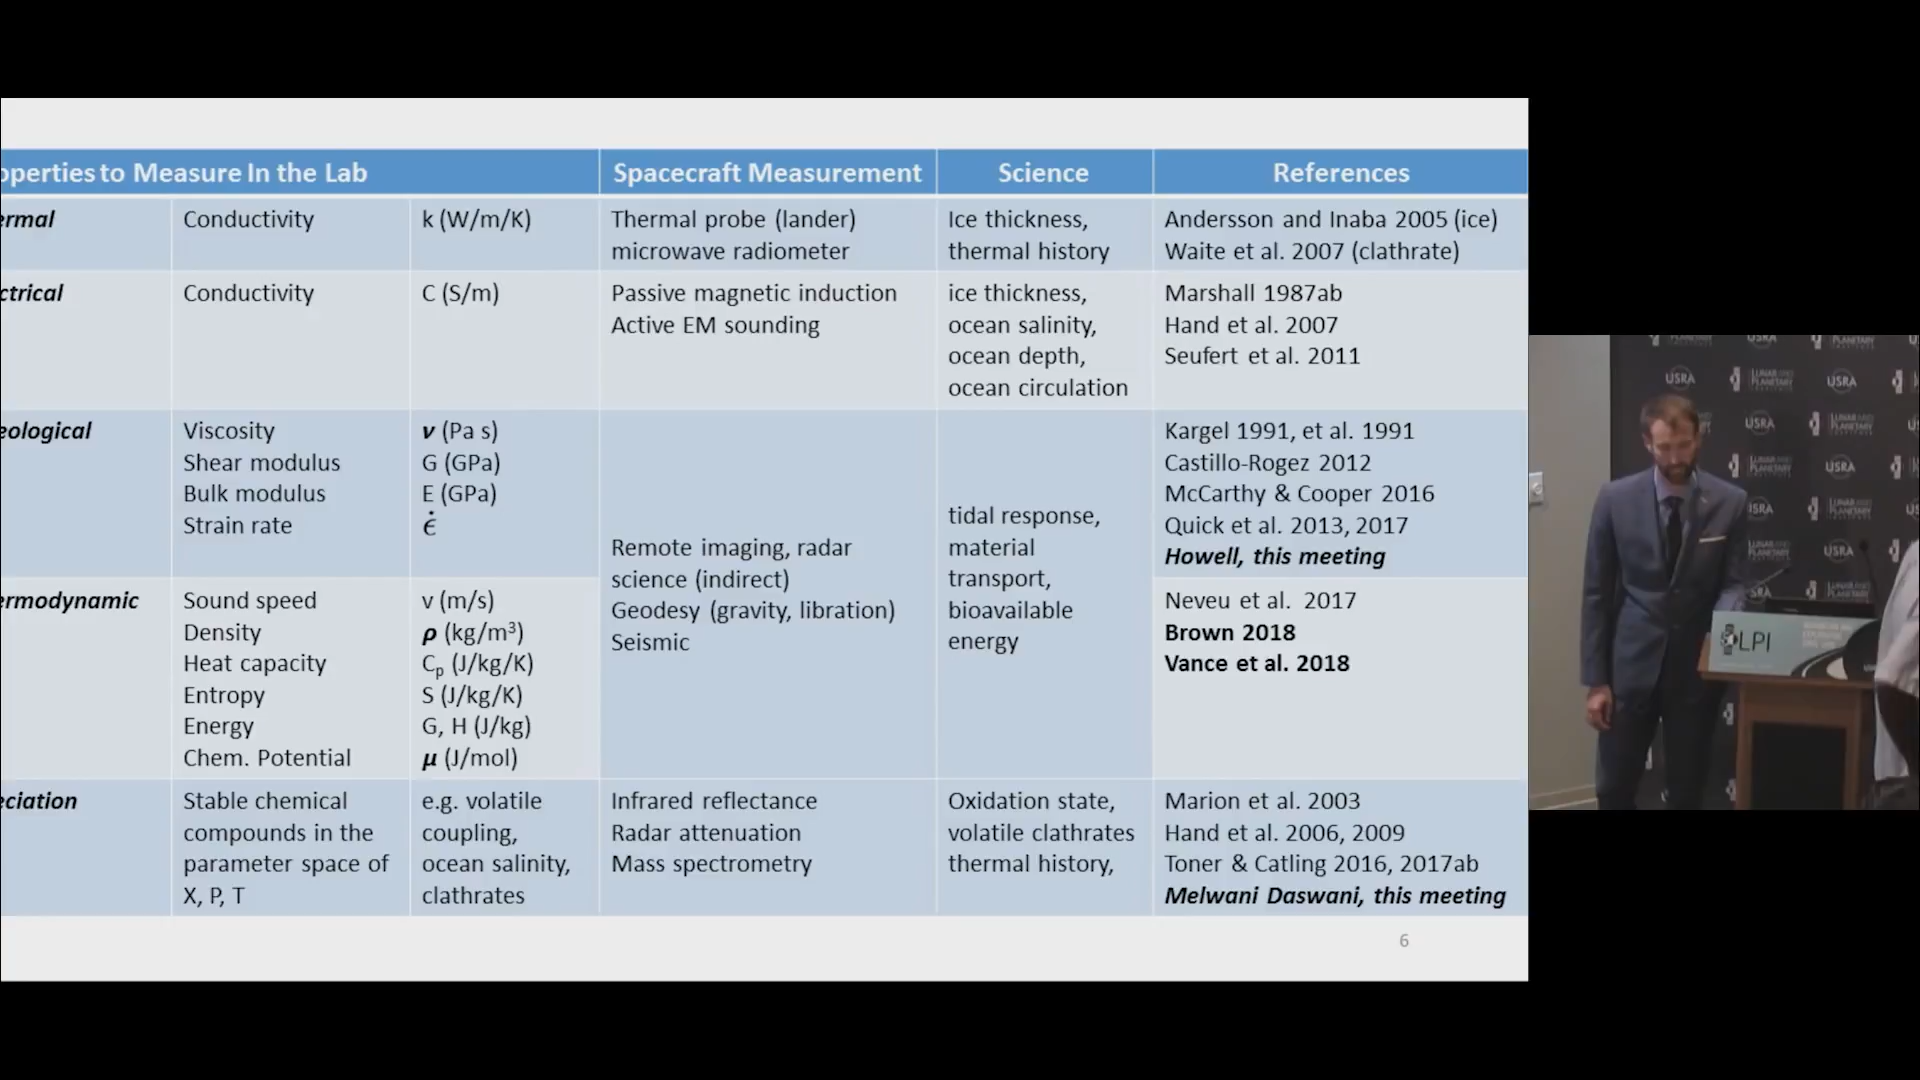 operties to Measure In the Lab
Spacecraft Measurement
Science
References
ermal
Conductivity
k (W/m/K)
Thermal probe (lander)
microwave radiometer
Ice thickness,
thermal history
Andersson and Inaba 2005 (ice)
Waite et al. 2007 (clathrate)
ctrical
Conductivity
C (S/m)
Passive magnetic induction
Active EM sounding
ice thickness,
ocean salinity,
ocean depth,
ocean circulation
Marshall 1987ab
Hand et al. 2007
Seufert et al. 2011
eological
Viscosity
Shear modulus
Bulk modulus
Strain rate
ν (Pa s)
G (GPa)
E (GPa)
ϵ̇
Remote imaging, radar
science (indirect)
Geodesy (gravity, libration)
Seismic
tidal response,
material
transport,
bioavailable
energy
Kargel 1991, et al. 1991
Castillo-Rogez 2012
McCarthy & Cooper 2016
Quick et al. 2013, 2017
Howell, this meeting
ermodynamic
Sound speed
Density
Heat capacity
Entropy
Energy
Chem. Potential
v (m/s)
ρ (kg/m³)
Cp (J/kg/K)
S (J/kg/K)
G, H (J/kg)
μ (J/mol)
Neveu et al. 2017
Brown 2018
Vance et al. 2018
eciation
Stable chemical
compounds in the
parameter space of
X, P, T
e.g. volatile
coupling,
ocean salinity,
clathrates
Infrared reflectance
Radar attenuation
Mass spectrometry
Oxidation state,
volatile clathrates
thermal history,
Marion et al. 2003
Hand et al. 2006, 2009
Toner & Catling 2016, 2017ab
Melwani Daswani, this meeting
6
USRA
USRA
USRA
USRA
USRA
LPI